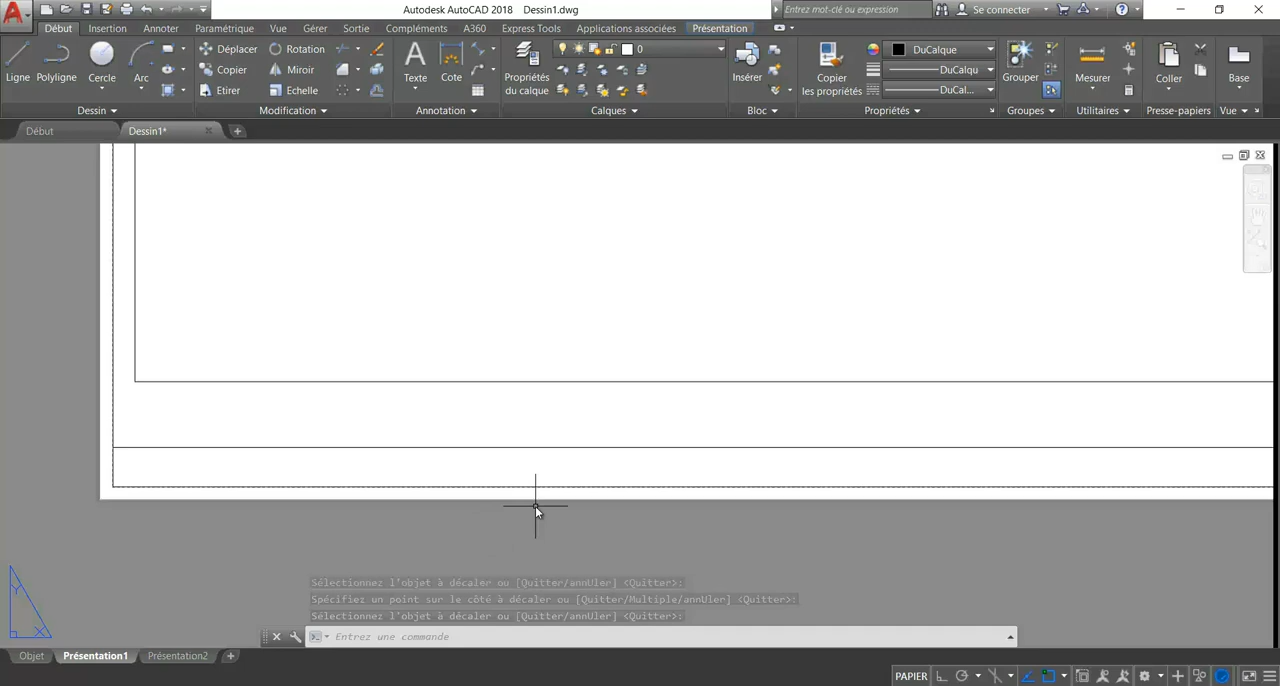 Autodesk AutoCAD 2018 Dessin1.dwg
Entrez mot-clé ou expression
Se connecter
Début Insertion Annoter Paramétrique Vue Gérer Sortie Compléments A360 Express Tools Applications associées Présentation
Ligne Polyligne Cercle Arc
Déplacer Rotation
Copier Miroir
Etirer Echelle
Texte Cote
Propriétés du calque
0
Insérer
Copier les propriétés
DuCalque
DuCalqu
DuCal...
Grouper
Mesurer
Coller
Base
Dessin Modification Annotation Calques Bloc Propriétés Groupes Utilitaires Presse-papiers Vue
Début Dessin1*
Y
X
Sélectionnez l'objet à décaler ou [Quitter/annUler] <Quitter>:
Spécifiez un point sur le côté à décaler ou [Quitter/Multiple/annUler] <Quitter>:
Sélectionnez l'objet à décaler ou [Quitter/annUler] <Quitter>:
Entrez une commande
Objet Présentation1 Présentation2
PAPIER